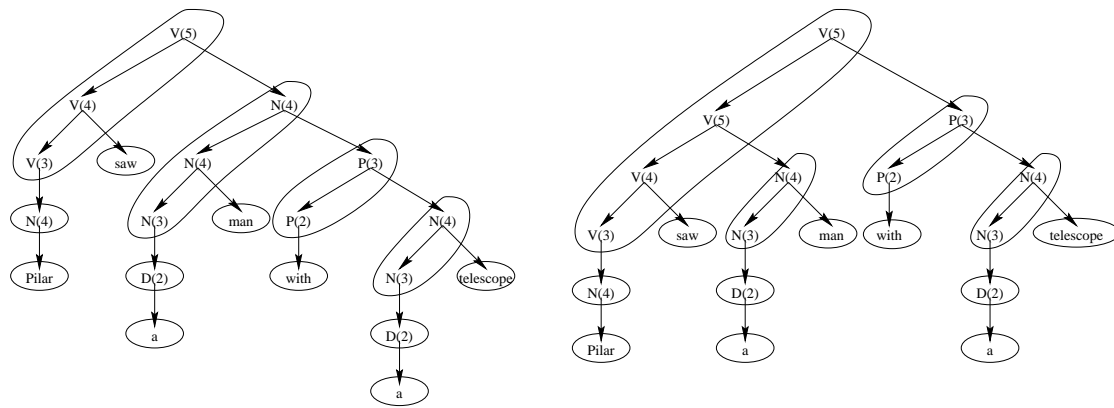 V(5)
V(4) N(4)
V(3) saw N(4) P(3)
N(4) N(3) man P(2) N(4)
Pilar D(2) with N(3) telescope
a D(2)
a
V(5)
V(5) P(3)
V(4) N(4) P(2) N(4)
V(3) saw N(3) man with N(3) telescope
N(4) D(2) D(2)
Pilar a a